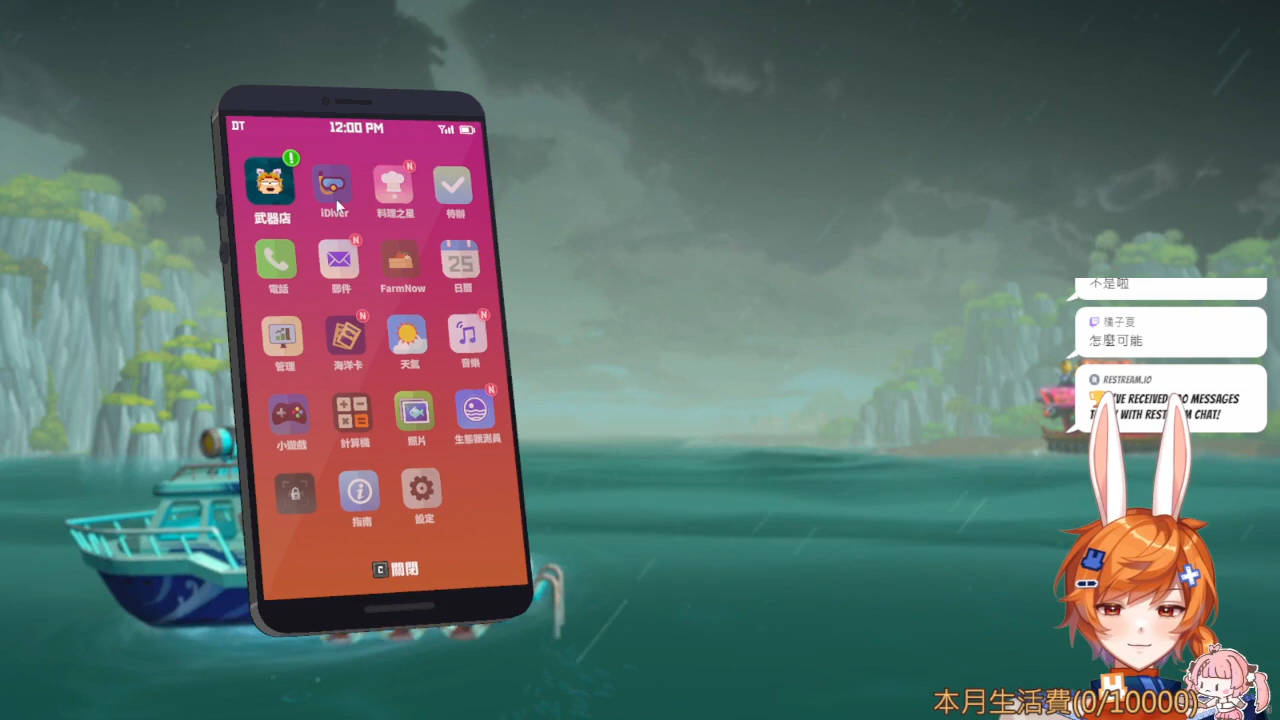 DT
12:00 PM
武器店
iDiver
料理之星
待辦
電話
郵件
FarmNow
25
日曆
管理
海洋卡
天氣
音樂
小遊戲
計算機
照片
生態觀測員
指南
設定
C 關閉
不是啦
橘子夏
怎麼可能
RESTREAM.IO
本月生活費(0/10000)